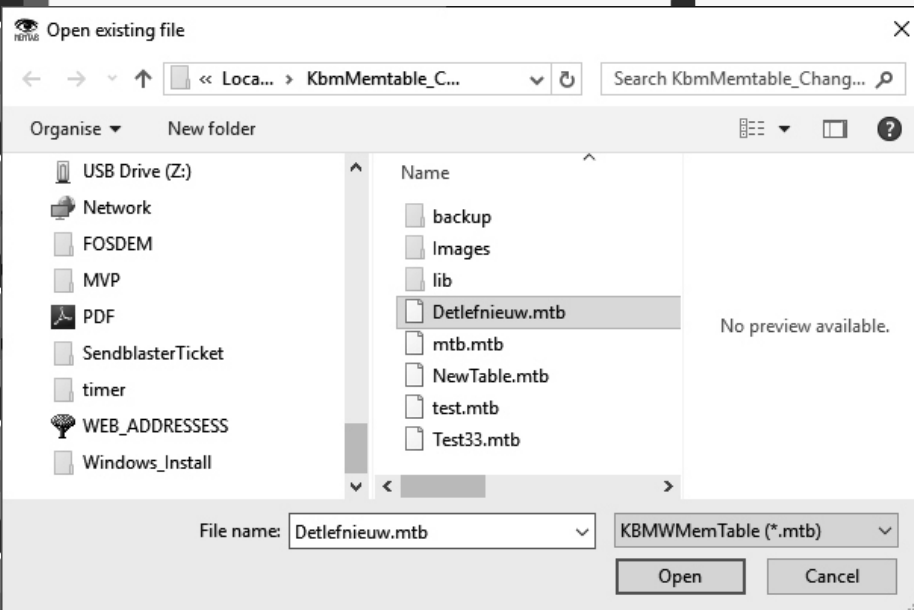 MEMTAB
Open existing file
« Loca... › KbmMemtable_C...
Search KbmMemtable_Chang...
Organise
New folder
?
USB Drive (Z:)
Network
FOSDEM
MVP
PDF
SendblasterTicket
timer
WEB_ADDRESSESS
Windows_Install
Name
backup
Images
lib
Detlefnieuw.mtb
mtb.mtb
NewTable.mtb
test.mtb
Test33.mtb
No preview available.
File name:
Detlefnieuw.mtb
KBMWMemTable (*.mtb)
Open
Cancel